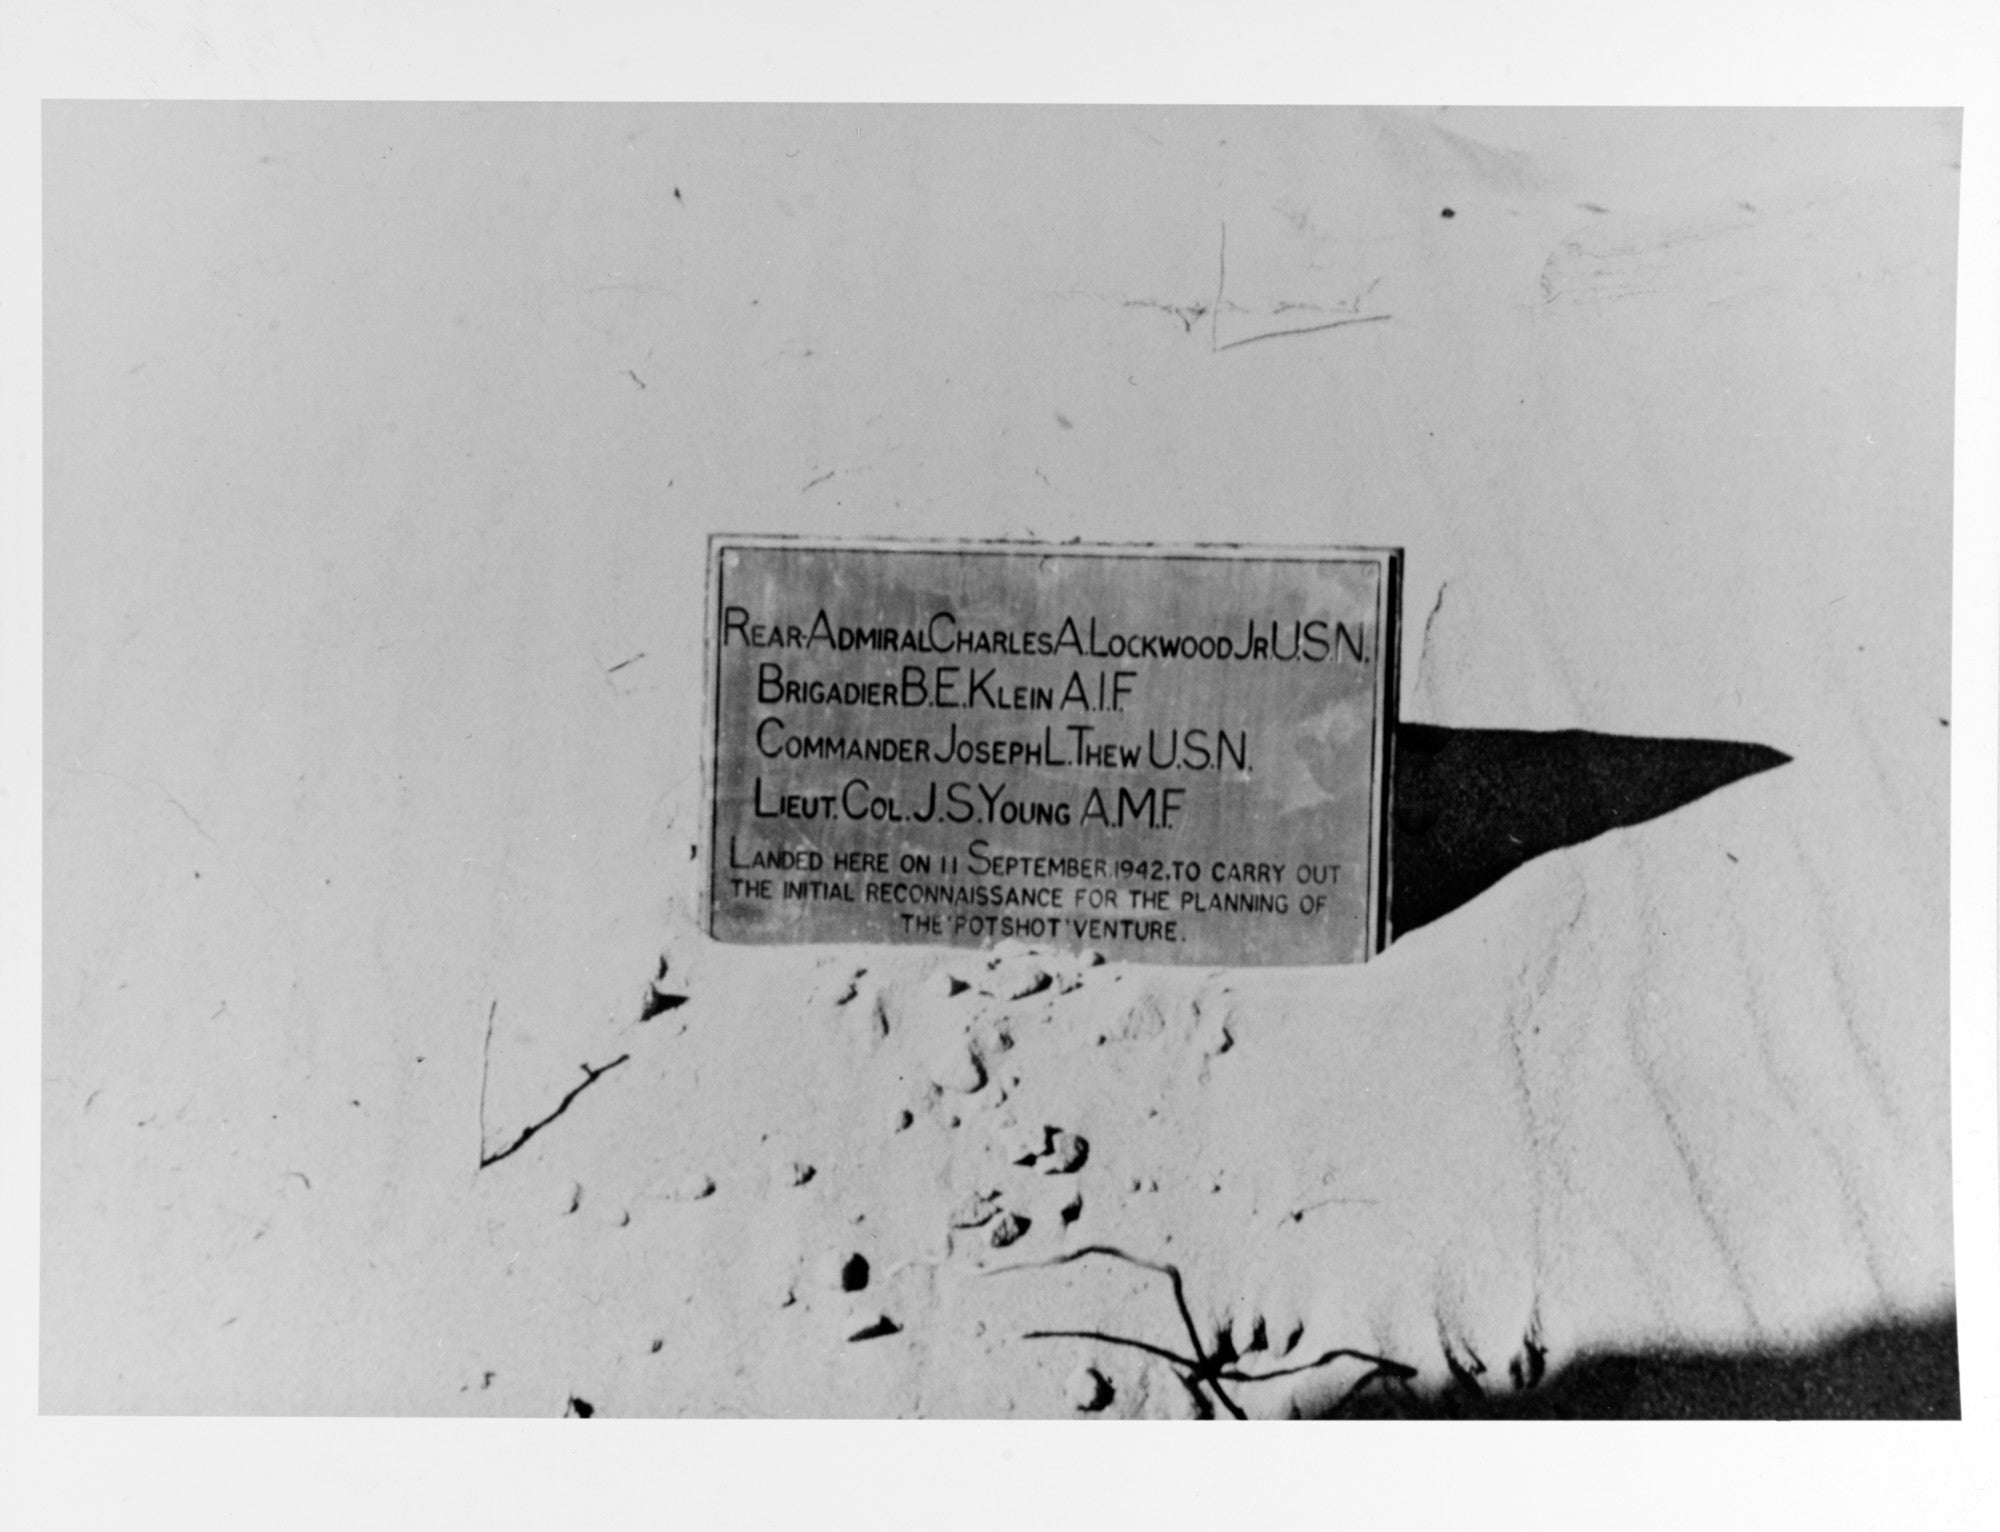 REAR-ADMIRAL CHARLES A. LOCKWOOD JR U.S.N.
BRIGADIER B.E. KLEIN A.I.F.
COMMANDER JOSEPH L. THEW U.S.N.
LIEUT. COL. J.S. YOUNG A.M.F.
LANDED HERE ON 11 SEPTEMBER, 1942, TO CARRY OUT
THE INITIAL RECONNAISSANCE FOR THE PLANNING OF
THE 'POTSHOT' VENTURE.